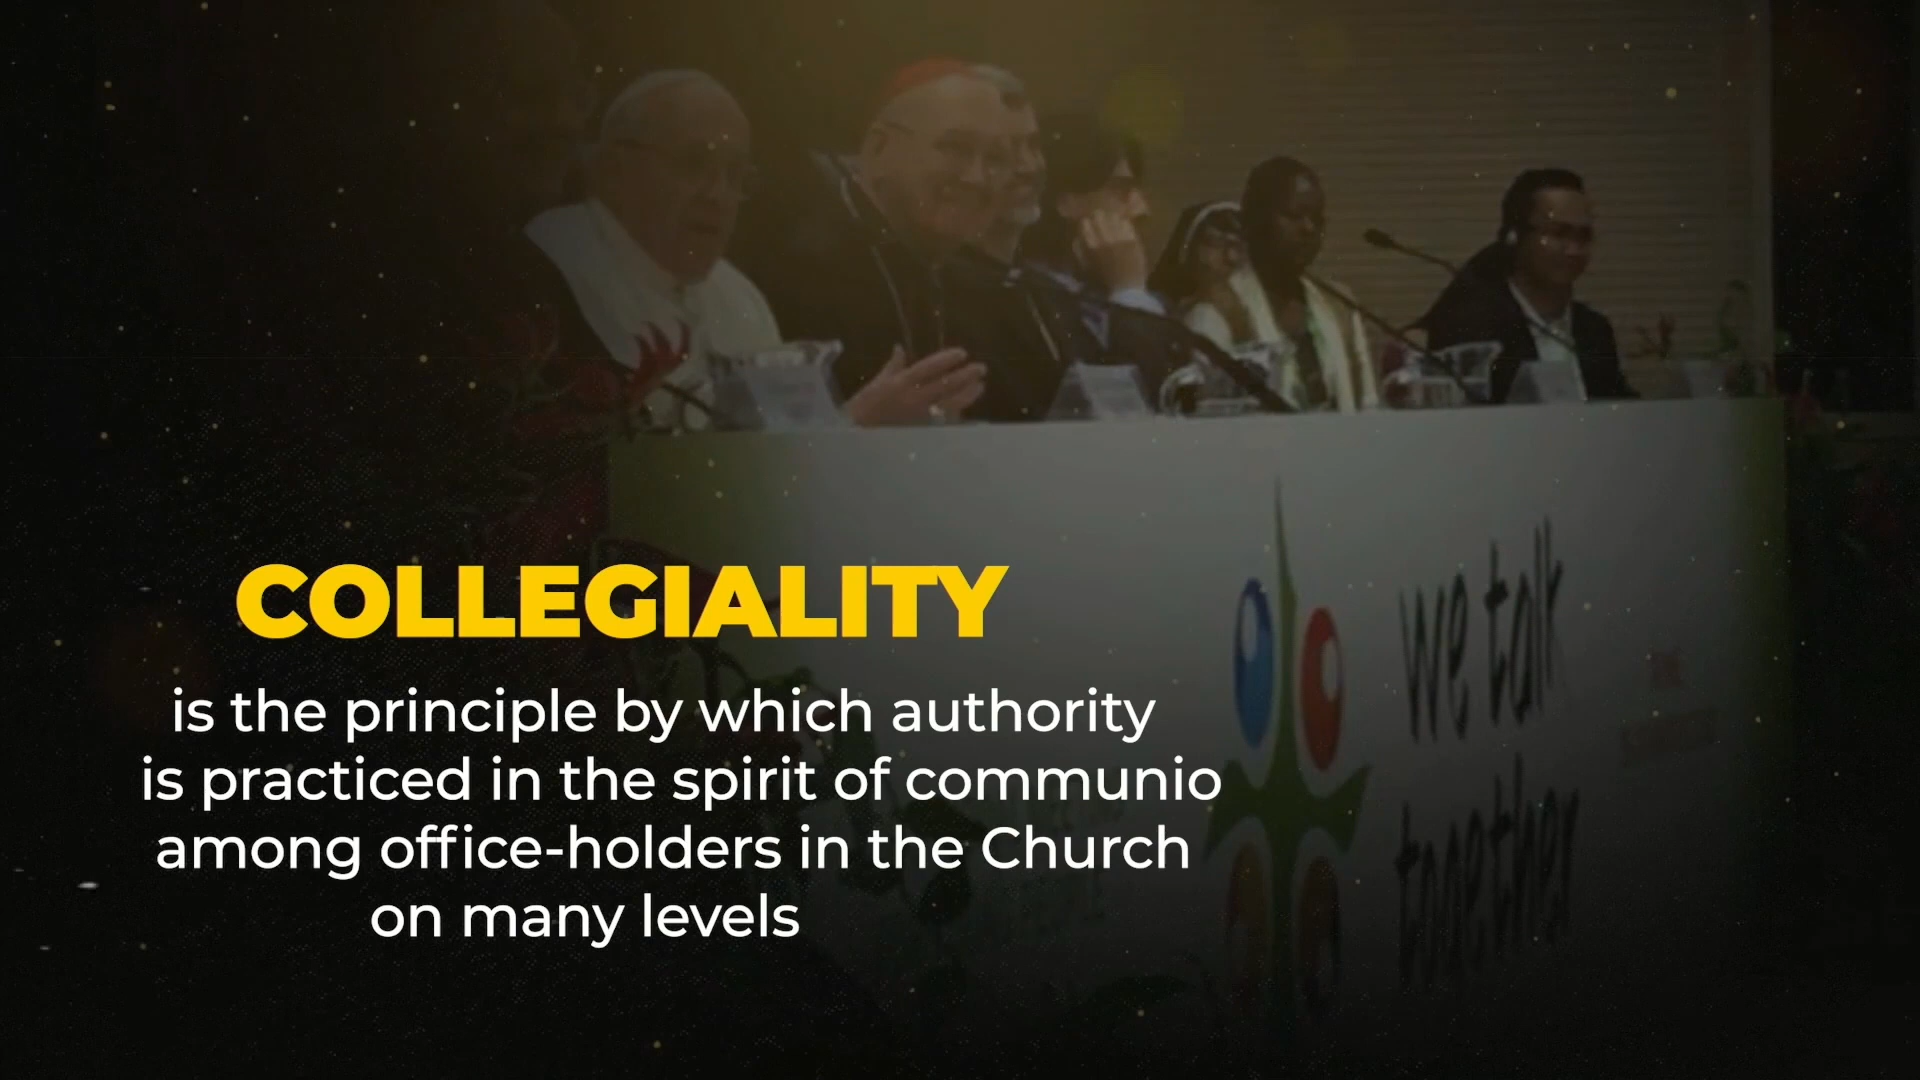 COLLEGIALITY
is the principle by which authority
is practiced in the spirit of communio
among office-holders in the Church
on many levels
we talk
together